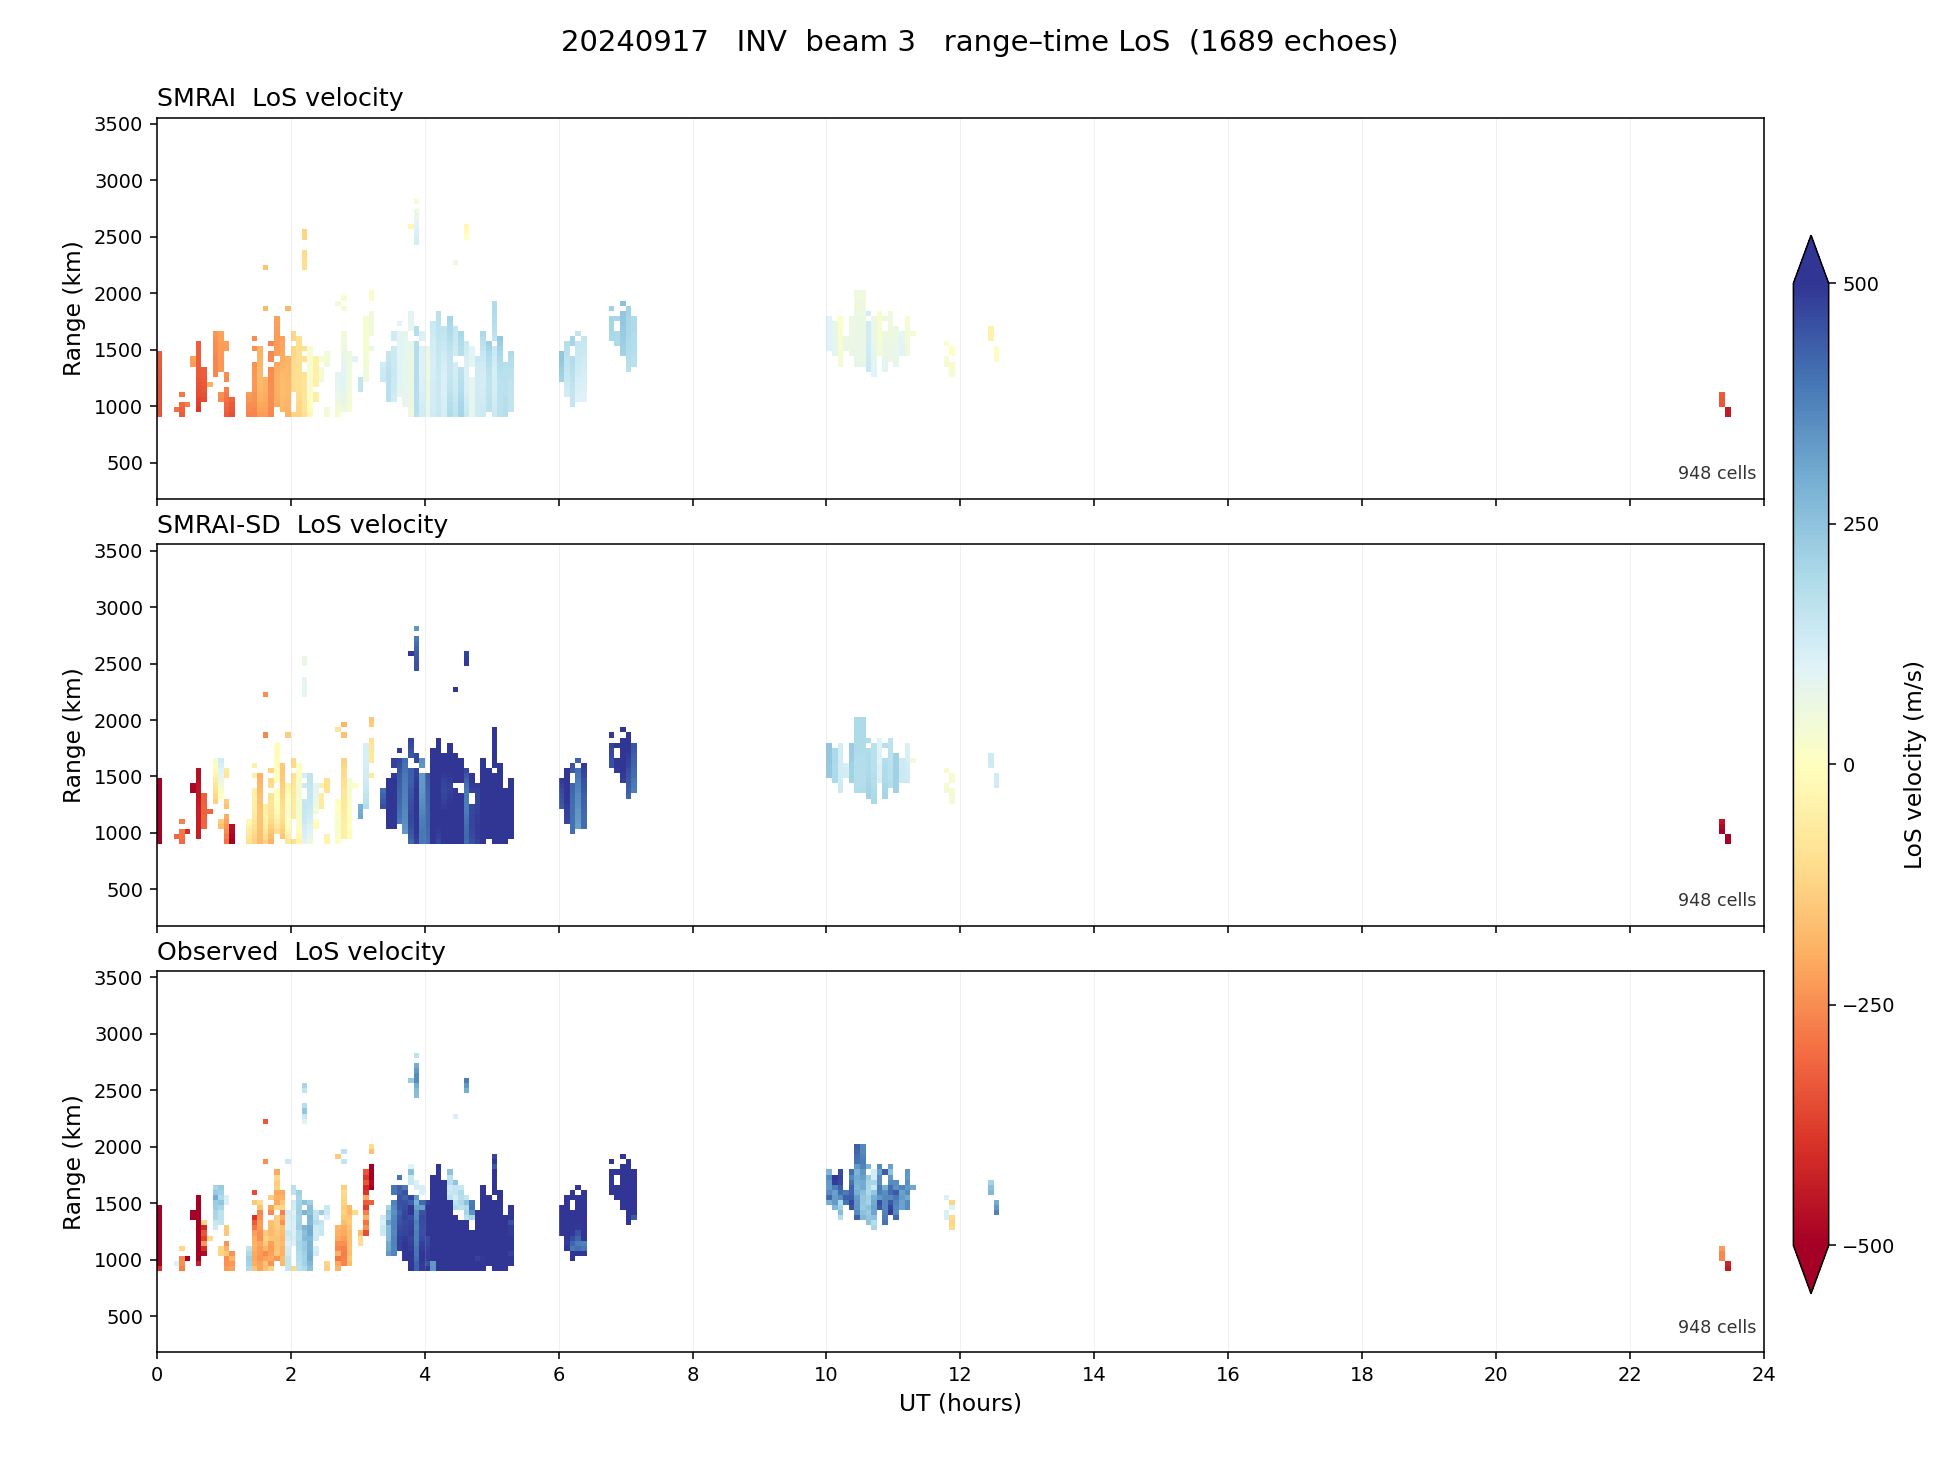 20240917   INV  beam 3   range–time LoS  (1689 echoes)
SMRAI  LoS velocity
3500
3000
2500
2000
1500
1000
500
Range (km)
948 cells
SMRAI-SD  LoS velocity
3500
3000
2500
2000
1500
1000
500
Range (km)
948 cells
Observed  LoS velocity
3500
3000
2500
2000
1500
1000
500
Range (km)
948 cells
0 2 4 6 8 10 12 14 16 18 20 22 24
UT (hours)
500
250
0
−250
−500
LoS velocity (m/s)